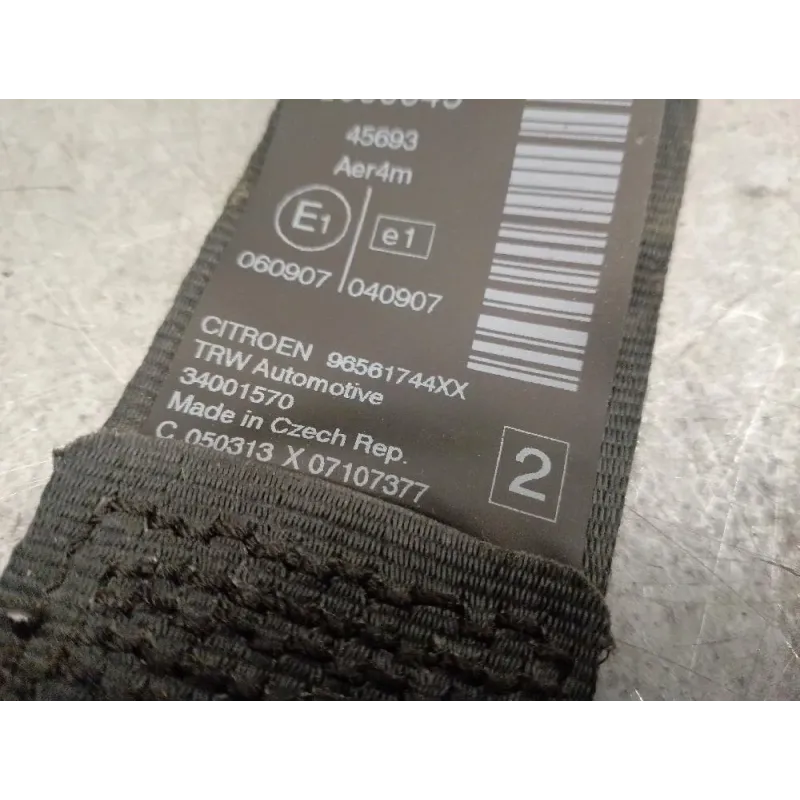 45693
Aer4m
E1 e1
060907 040907
CITROEN 96561744XX
TRW Automotive
34001570
Made in Czech Rep.
C 050313 X 07107377
2